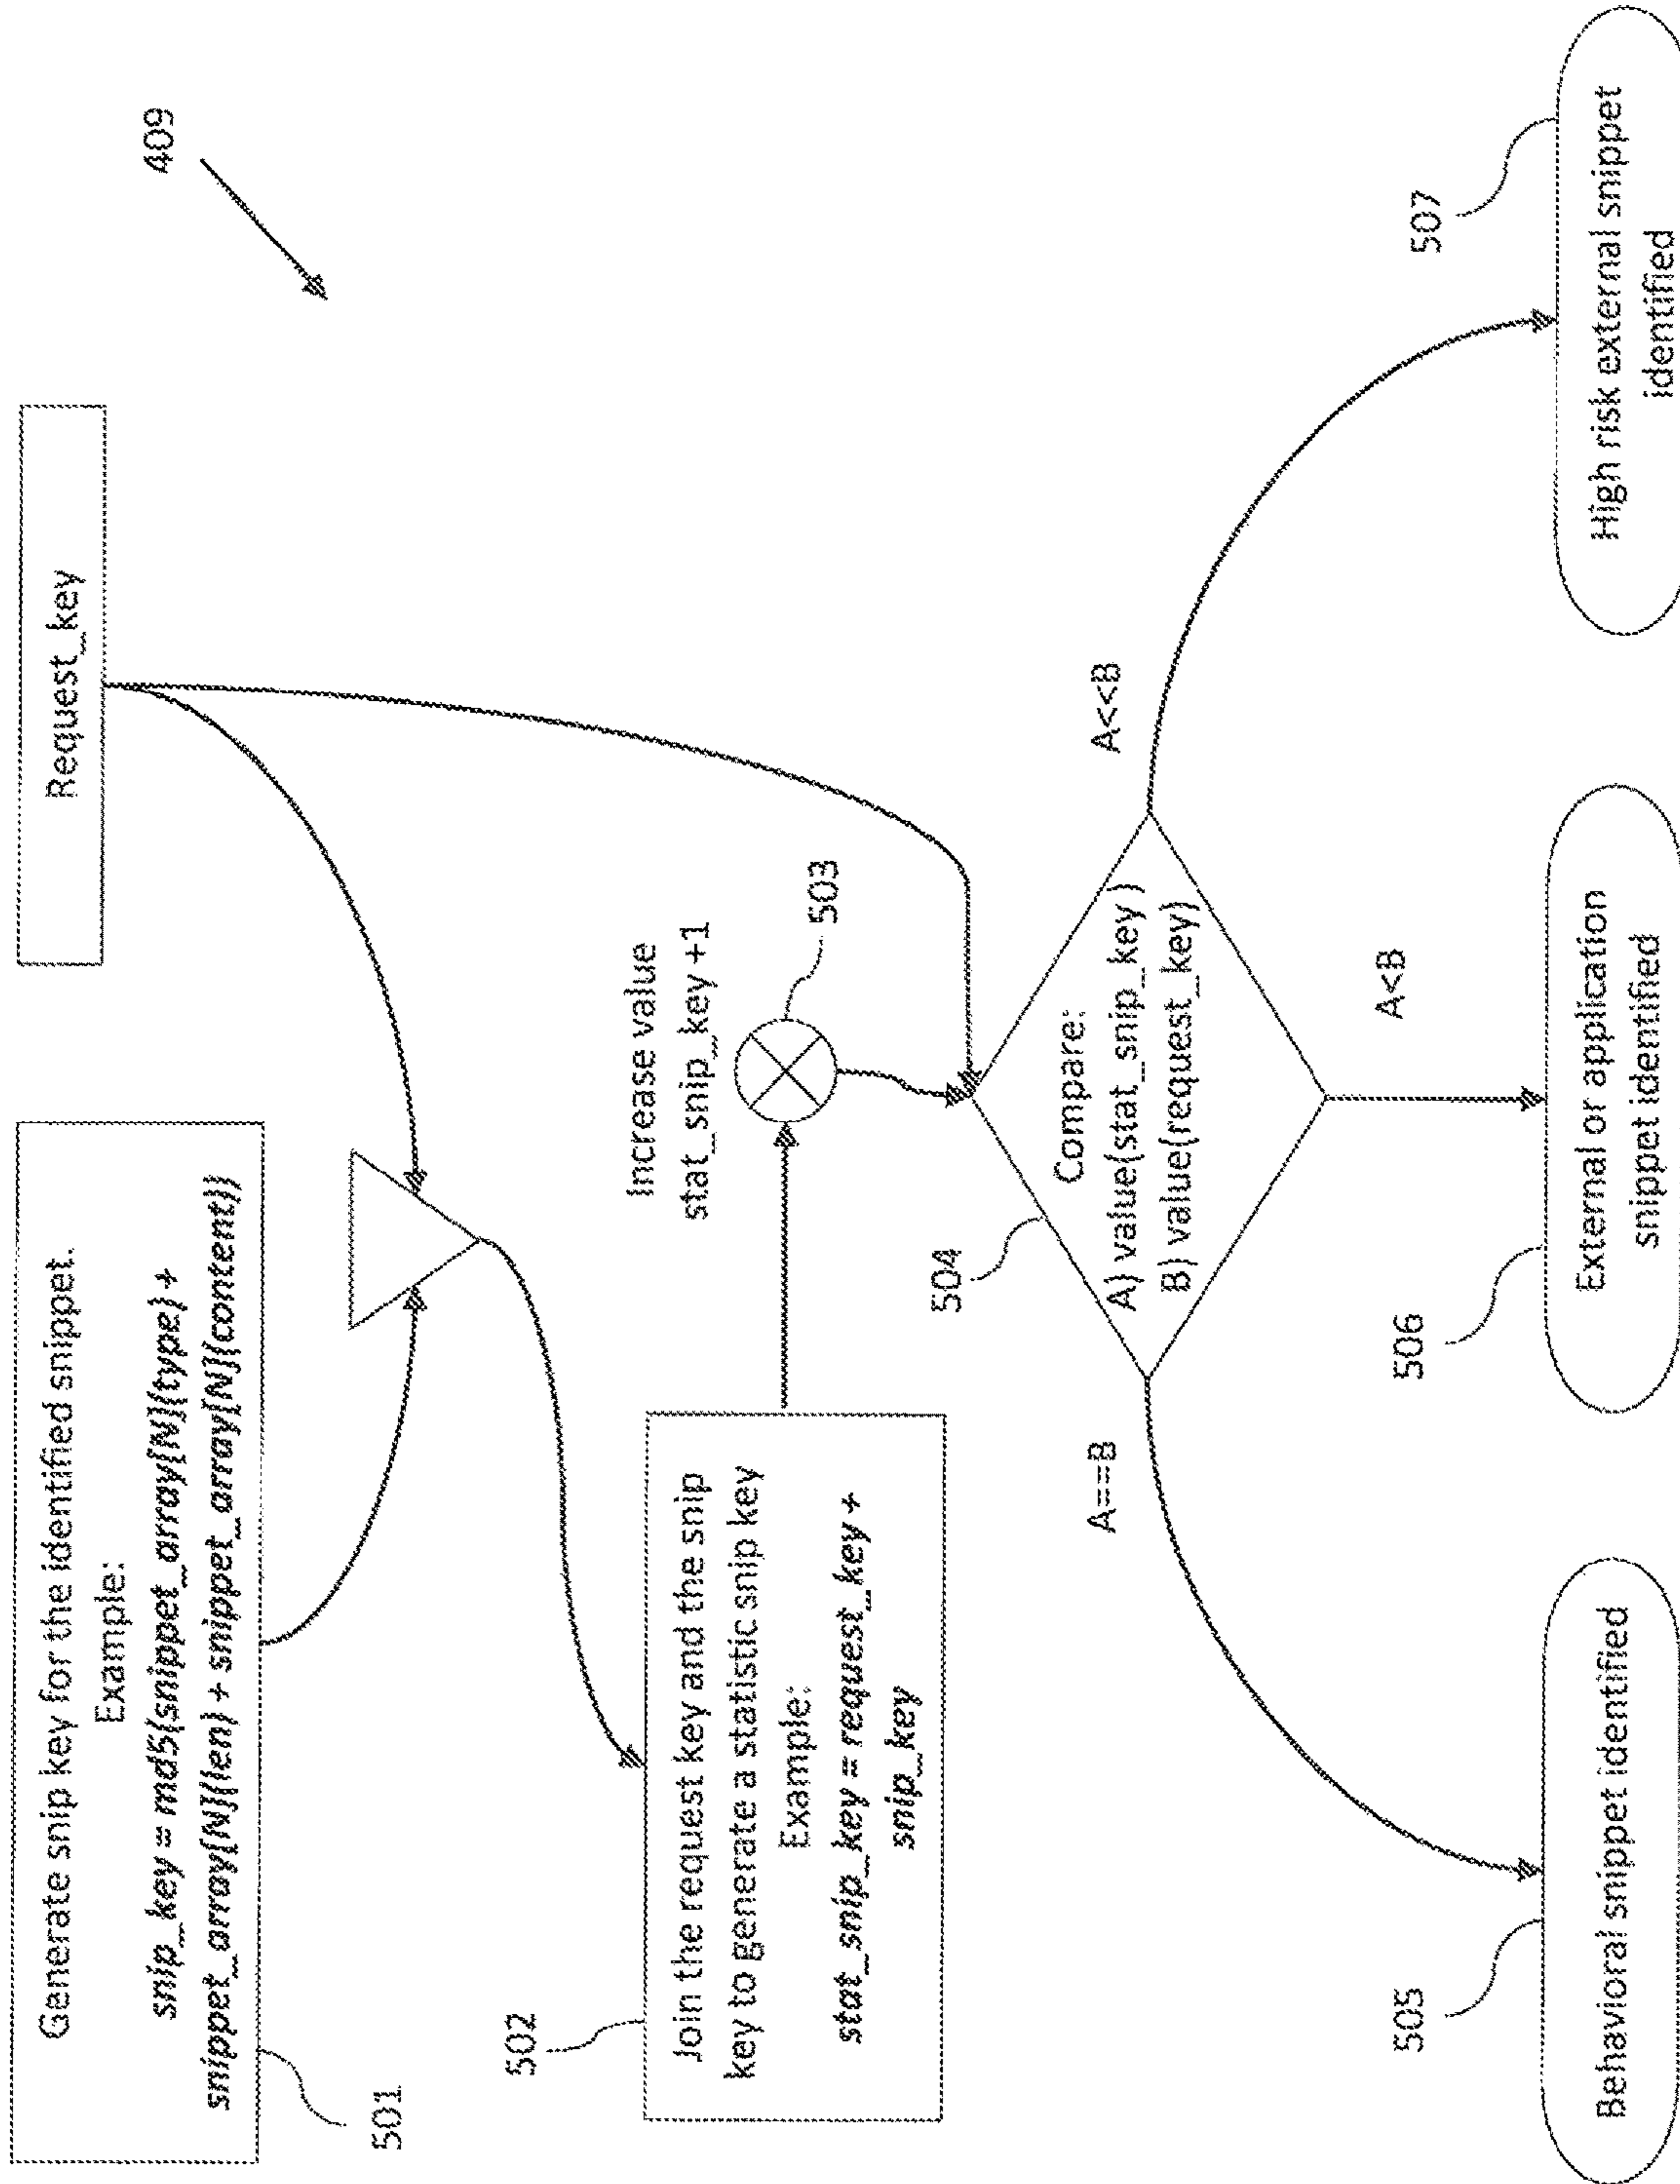 409
Request_key
Generate snip key for the identified snippet.
Example:
snip_key = md5(snippet_array[N]{type} +
snippet_array[N]{len} + snippet_array[N]{content})
501
502
Join the request key and the snip
key to generate a statistic snip key
Example:
stat_snip_key = request_key +
snip_key
Increase value
stat_snip_key +1
503
504
Compare:
A) value(stat_snip_key )
B) value(request_key)
A==B
A<B
A<<B
505
Behavioral snippet identified
506
External or application
snippet identified
507
High risk external snippet
identified